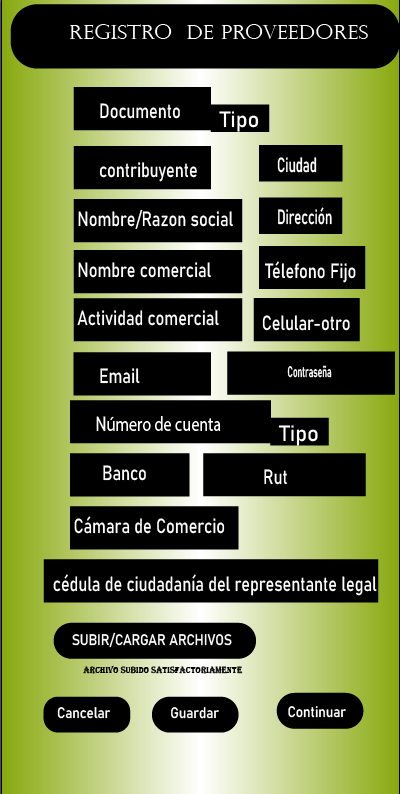 REGISTRO DE PROVEEDORES
Documento
Tipo
contribuyente
Ciudad
Nombre/Razon social
Dirección
Nombre comercial
Télefono Fijo
Actividad comercial
Celular-otro
Email
Contraseña
Número de cuenta
Tipo
Banco
Rut
Cámara de Comercio
cédula de ciudadanía del representante legal
SUBIR/CARGAR ARCHIVOS
ARCHIVO SUBIDO SATISFACTORIAMENTE
Cancelar
Guardar
Continuar